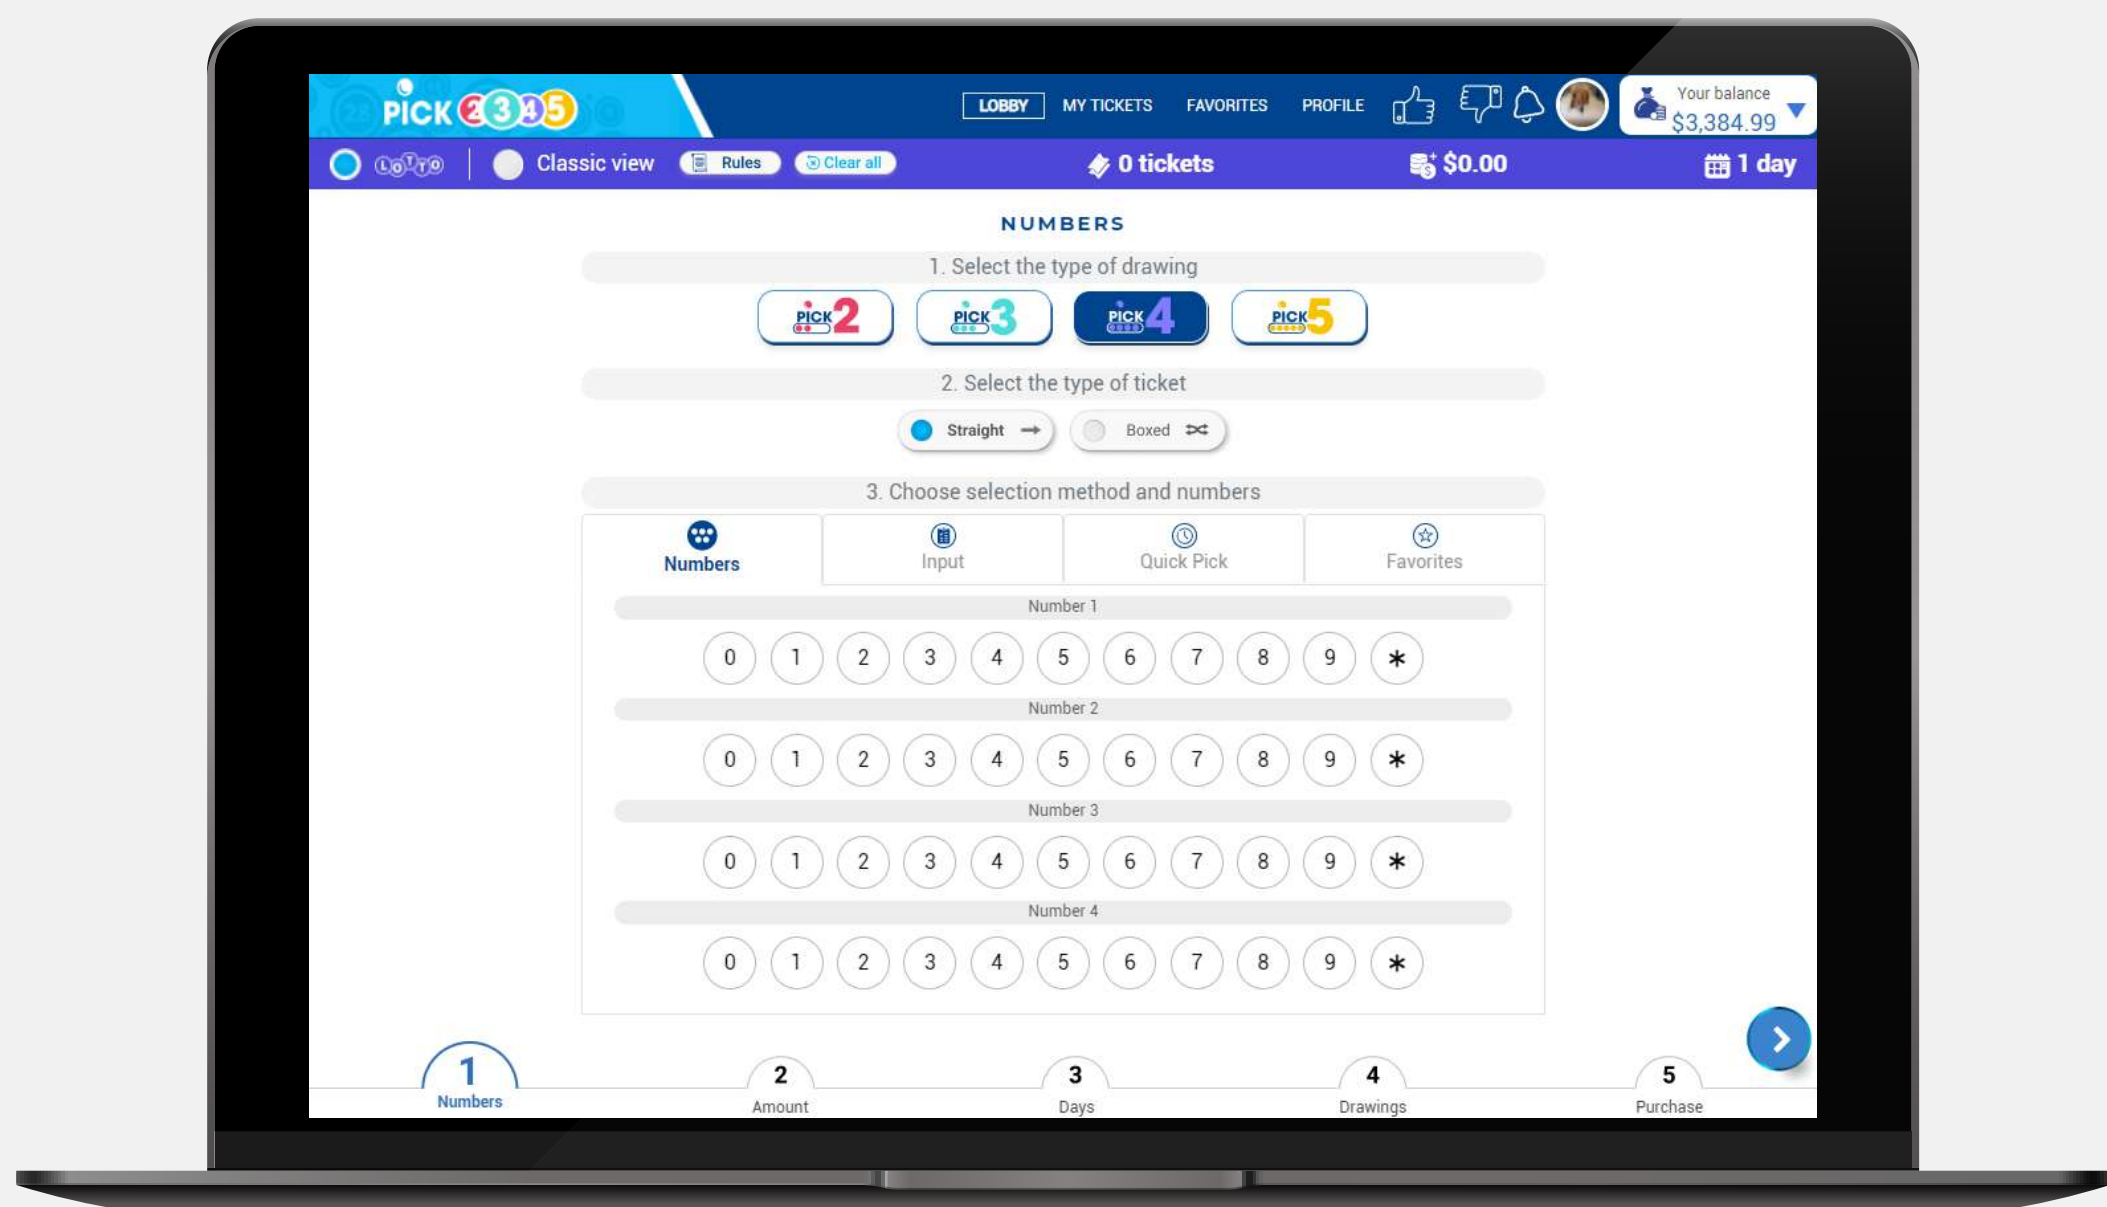 PICK 2345
LOBBY MY TICKETS FAVORITES PROFILE
Your balance
$3,384.99
LOTTO Classic view Rules Clear all 0 tickets $0.00 1 day
NUMBERS
1. Select the type of drawing
PICK 2 PICK 3 PICK 4 PICK 5
2. Select the type of ticket
Straight Boxed
3. Choose selection method and numbers
Numbers Input Quick Pick Favorites
Number 1
0 1 2 3 4 5 6 7 8 9 *
Number 2
0 1 2 3 4 5 6 7 8 9 *
Number 3
0 1 2 3 4 5 6 7 8 9 *
Number 4
0 1 2 3 4 5 6 7 8 9 *
1 2 3 4 5
Numbers Amount Days Drawings Purchase